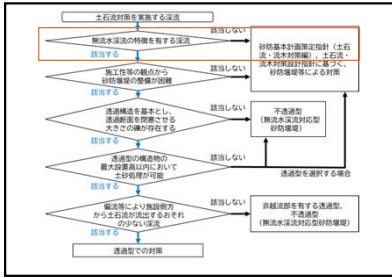 土石流対策を実施する渓流
無流水渓流の特徴を有する渓流
該当しない
該当する
砂防基本計画策定指針（土石
流・流木対策編）、土石流・
流木対策設計指針に基づく、
砂防堰堤等による対策
施工性等の観点から
砂防堰堤の整備が困難
該当しない
該当する
透過構造を基本とし、
透過断面を閉塞させる
大きさの礫が存在する
該当しない
該当する
不透過型
（無流水渓流対応型
砂防堰堤）
透過型の構造物の
最大設置高以内において
土砂処理が可能
該当しない
該当する
透過型を選択する場合
偏流等により施設側方
から土石流が流出するおそれ
の少ない渓流
該当しない
該当する
非越流部を有する透過型、
不透過型
（無流水渓流対応型砂防堰堤）
透過型での対策